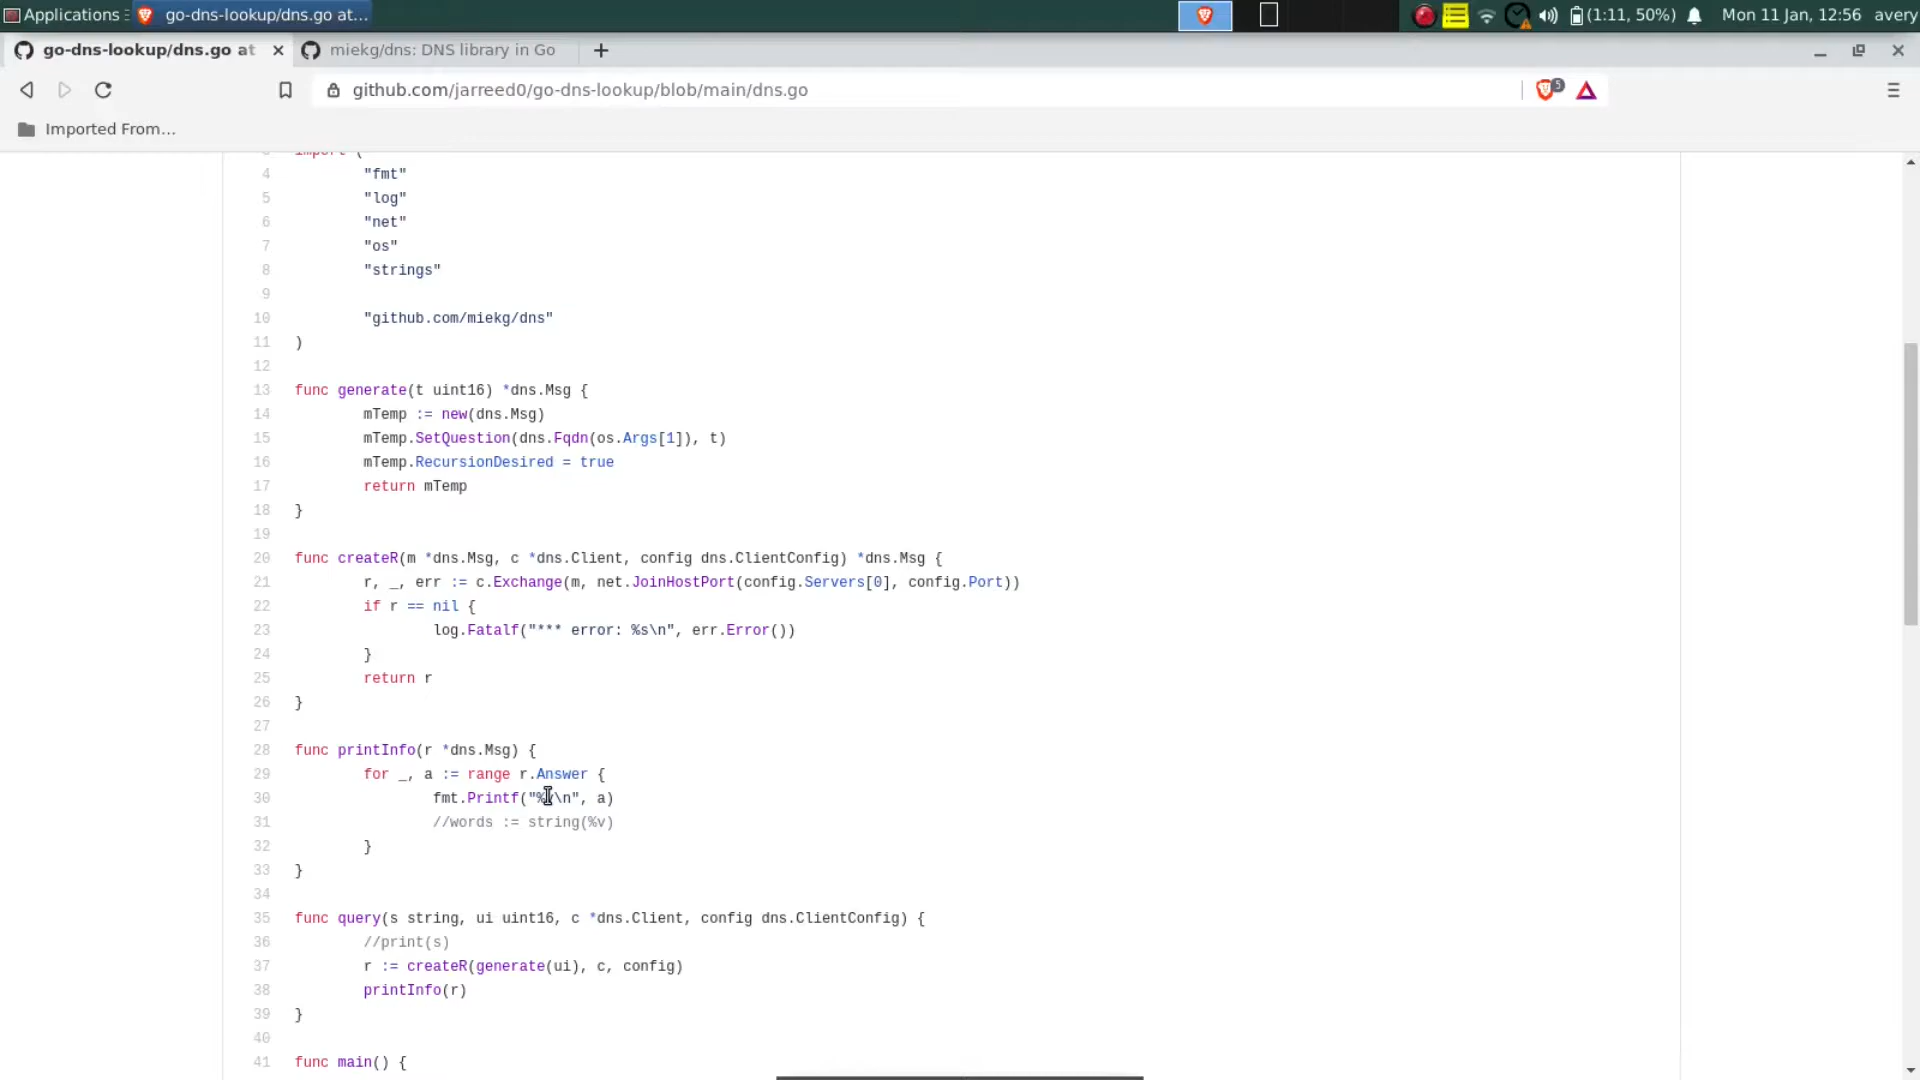 Applications
go-dns-lookup/dns.go at...
(1:11, 50%)
Mon 11 Jan, 12:56
avery
go-dns-lookup/dns.go at
miekg/dns: DNS library in Go
github.com/jarreed0/go-dns-lookup/blob/main/dns.go
5
Imported From...
import (
4 "fmt"
5 "log"
6 "net"
7 "os"
8 "strings"
9
10 "github.com/miekg/dns"
11 )
12
13 func generate(t uint16) *dns.Msg {
14 mTemp := new(dns.Msg)
15 mTemp.SetQuestion(dns.Fqdn(os.Args[1]), t)
16 mTemp.RecursionDesired = true
17 return mTemp
18 }
19
20 func createR(m *dns.Msg, c *dns.Client, config dns.ClientConfig) *dns.Msg {
21 r, _, err := c.Exchange(m, net.JoinHostPort(config.Servers[0], config.Port))
22 if r == nil {
23 log.Fatalf("*** error: %s\n", err.Error())
24 }
25 return r
26 }
27
28 func printInfo(r *dns.Msg) {
29 for _, a := range r.Answer {
30 fmt.Printf("%v\n", a)
31 //words := string(%v)
32 }
33 }
34
35 func query(s string, ui uint16, c *dns.Client, config dns.ClientConfig) {
36 //print(s)
37 r := createR(generate(ui), c, config)
38 printInfo(r)
39 }
40
41 func main() {